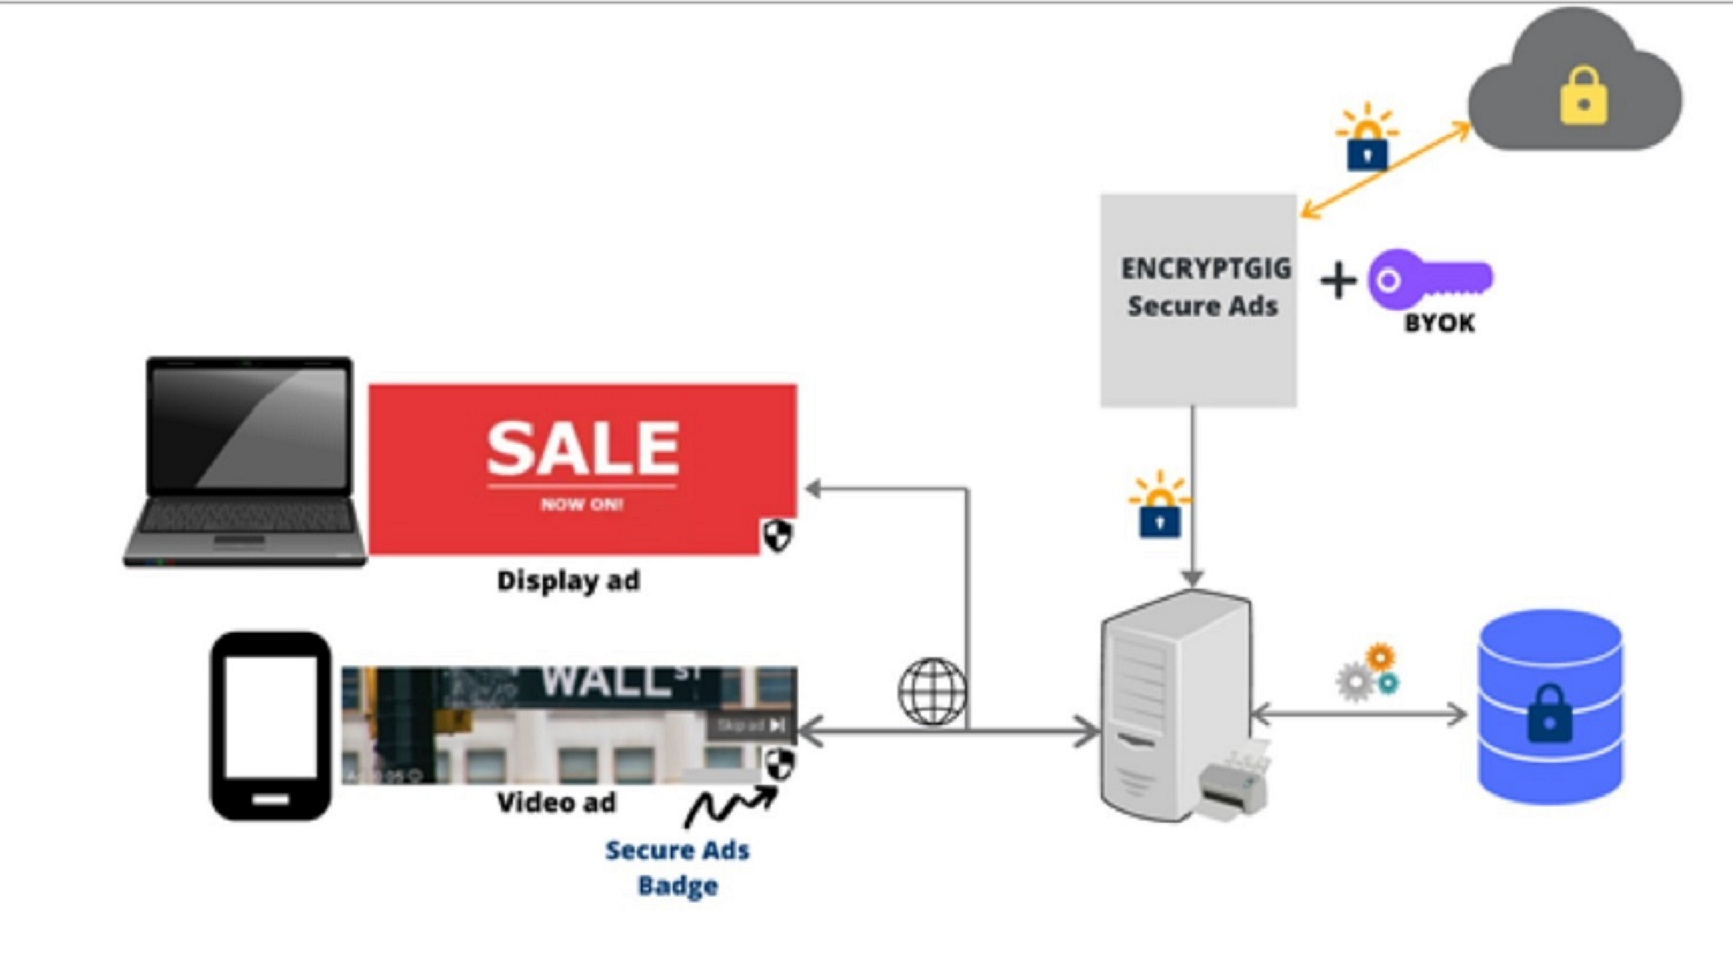 ENCRYPTGIG
Secure Ads
+
BYOK
SALE
NOW ON!
Display ad
WALL ST
Skip ad
Video ad
Secure Ads
Badge